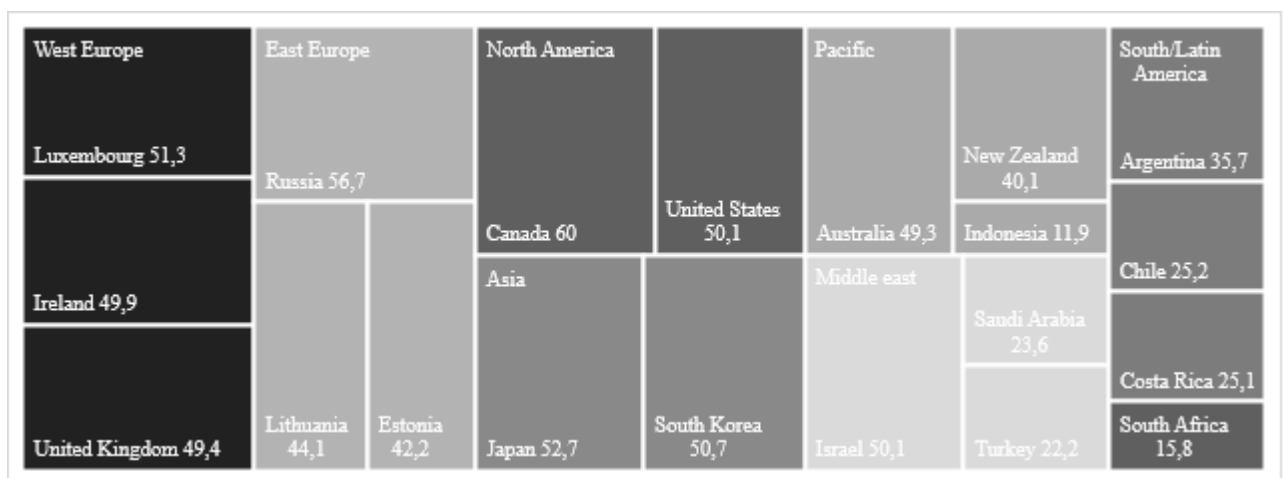 West Europe
Luxembourg 51,3
Ireland 49,9
United Kingdom 49,4
East Europe
Russia 56,7
Lithuania
44,1
Estonia
42,2
North America
Canada 60
United States
50,1
Asia
Japan 52,7
South Korea
50,7
Pacific
Australia 49,3
New Zealand
40,1
Indonesia 11,9
Middle east
Israel 50,1
Saudi Arabia
23,6
Turkey 22,2
South/Latin
America
Argentina 35,7
Chile 25,2
Costa Rica 25,1
South Africa
15,8